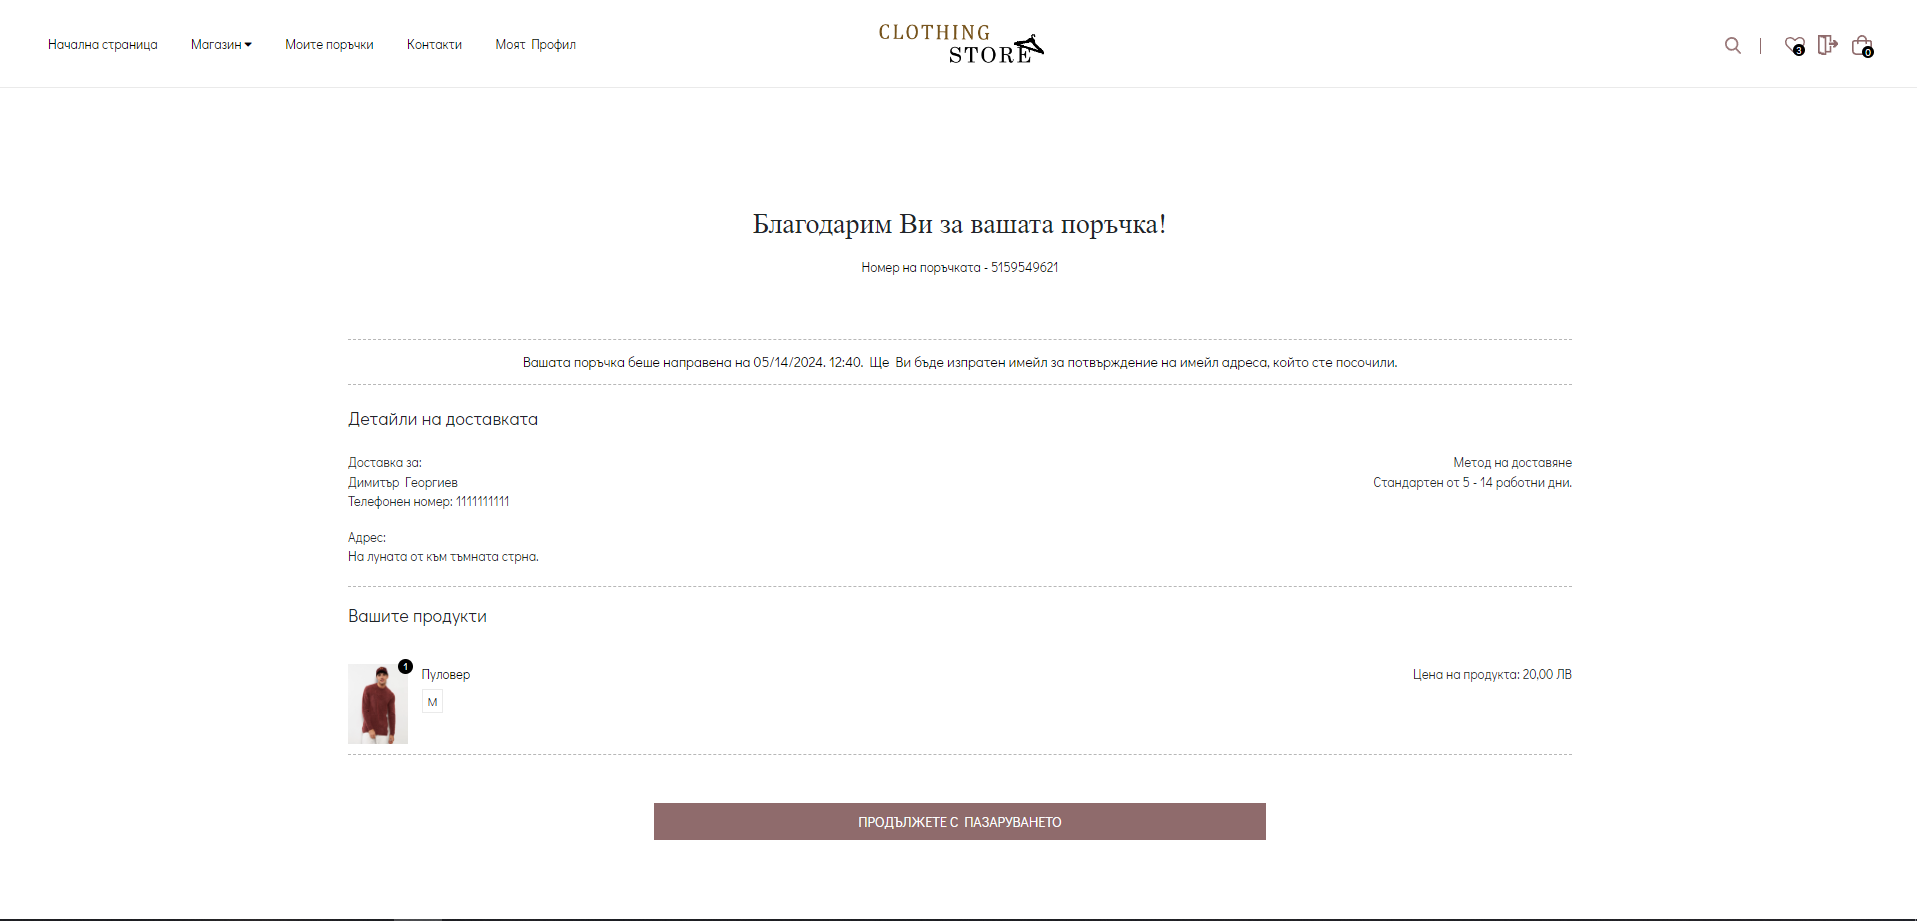 Начална страница
Магазин
Моите поръчки
Контакти
Моят Профил
CLOTHING
STORE
3
0
Благодарим Ви за вашата поръчка!
Номер на поръчката - 5159549621
Вашата поръчка беше направена на 05/14/2024. 12:40. Ще Ви бъде изпратен имейл за потвърждение на имейл адреса, който сте посочили.
Детайли на доставката
Доставка за:
Димитър Георгиев
Телефонен номер: 1111111111
Адрес:
На луната от към тъмната стрна.
Метод на доставяне
Стандартен от 5 - 14 работни дни.
Вашите продукти
1
Пуловер
M
Цена на продукта: 20,00 ЛВ
ПРОДЪЛЖЕТЕ С ПАЗАРУВАНЕТО